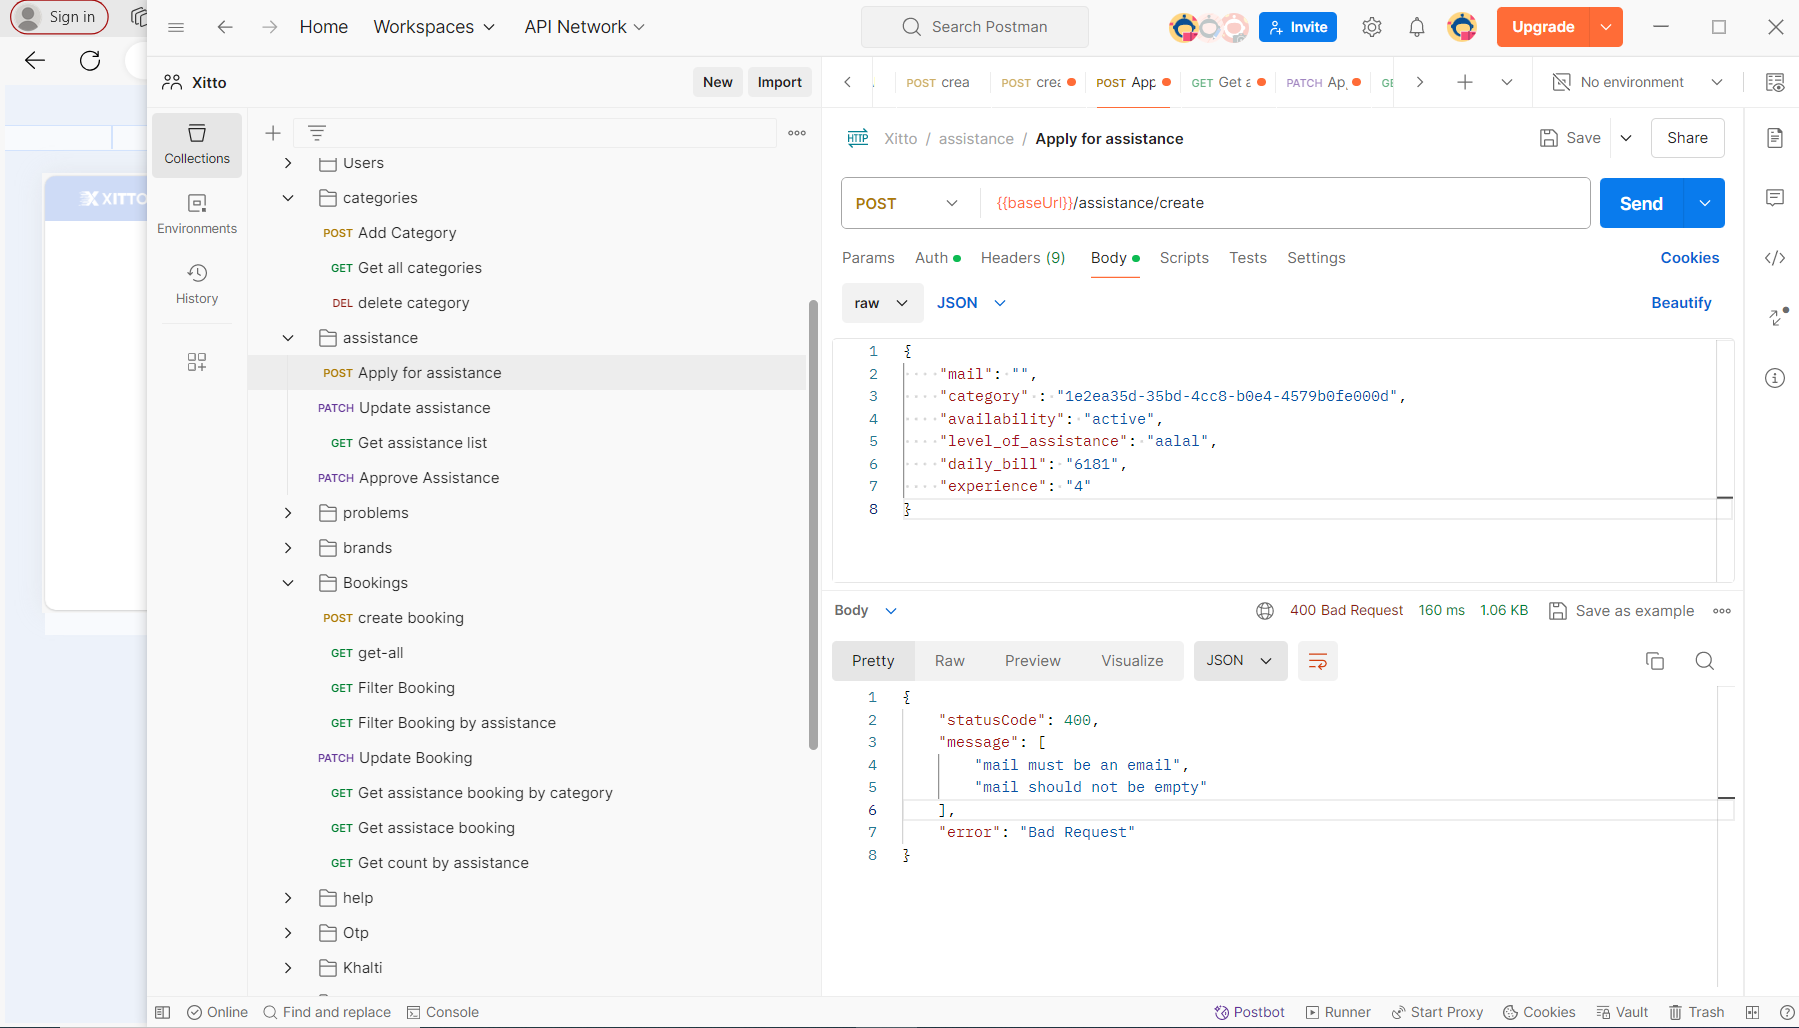 Sign in
Home
Workspaces
API Network
Search Postman
Invite
Upgrade
Xitto
New
Import
POST crea
POST crea
POST App
GET Get a
PATCH Ap
GE
No environment
XITTO
Collections
Environments
History
Users
categories
POST Add Category
GET Get all categories
DEL delete category
assistance
POST Apply for assistance
PATCH Update assistance
GET Get assistance list
PATCH Approve Assistance
problems
brands
Bookings
POST create booking
GET get-all
GET Filter Booking
GET Filter Booking by assistance
PATCH Update Booking
GET Get assistance booking by category
GET Get assistace booking
GET Get count by assistance
help
Otp
Khalti
HTTP Xitto / assistance / Apply for assistance
Save
Share
POST
{{baseUrl}}/assistance/create
Send
Params
Auth
Headers (9)
Body
Scripts
Tests
Settings
Cookies
raw
JSON
Beautify
1 {
2 "mail": "",
3 "category" : "1e2ea35d-35bd-4cc8-b0e4-4579b0fe000d",
4 "availability": "active",
5 "level_of_assistance": "aalal",
6 "daily_bill": "6181",
7 "experience": "4"
8 }
Body
400 Bad Request
160 ms
1.06 KB
Save as example
Pretty
Raw
Preview
Visualize
JSON
1 {
2 "statusCode": 400,
3 "message": [
4 "mail must be an email",
5 "mail should not be empty"
6 ],
7 "error": "Bad Request"
8 }
Online
Find and replace
Console
Postbot
Runner
Start Proxy
Cookies
Vault
Trash